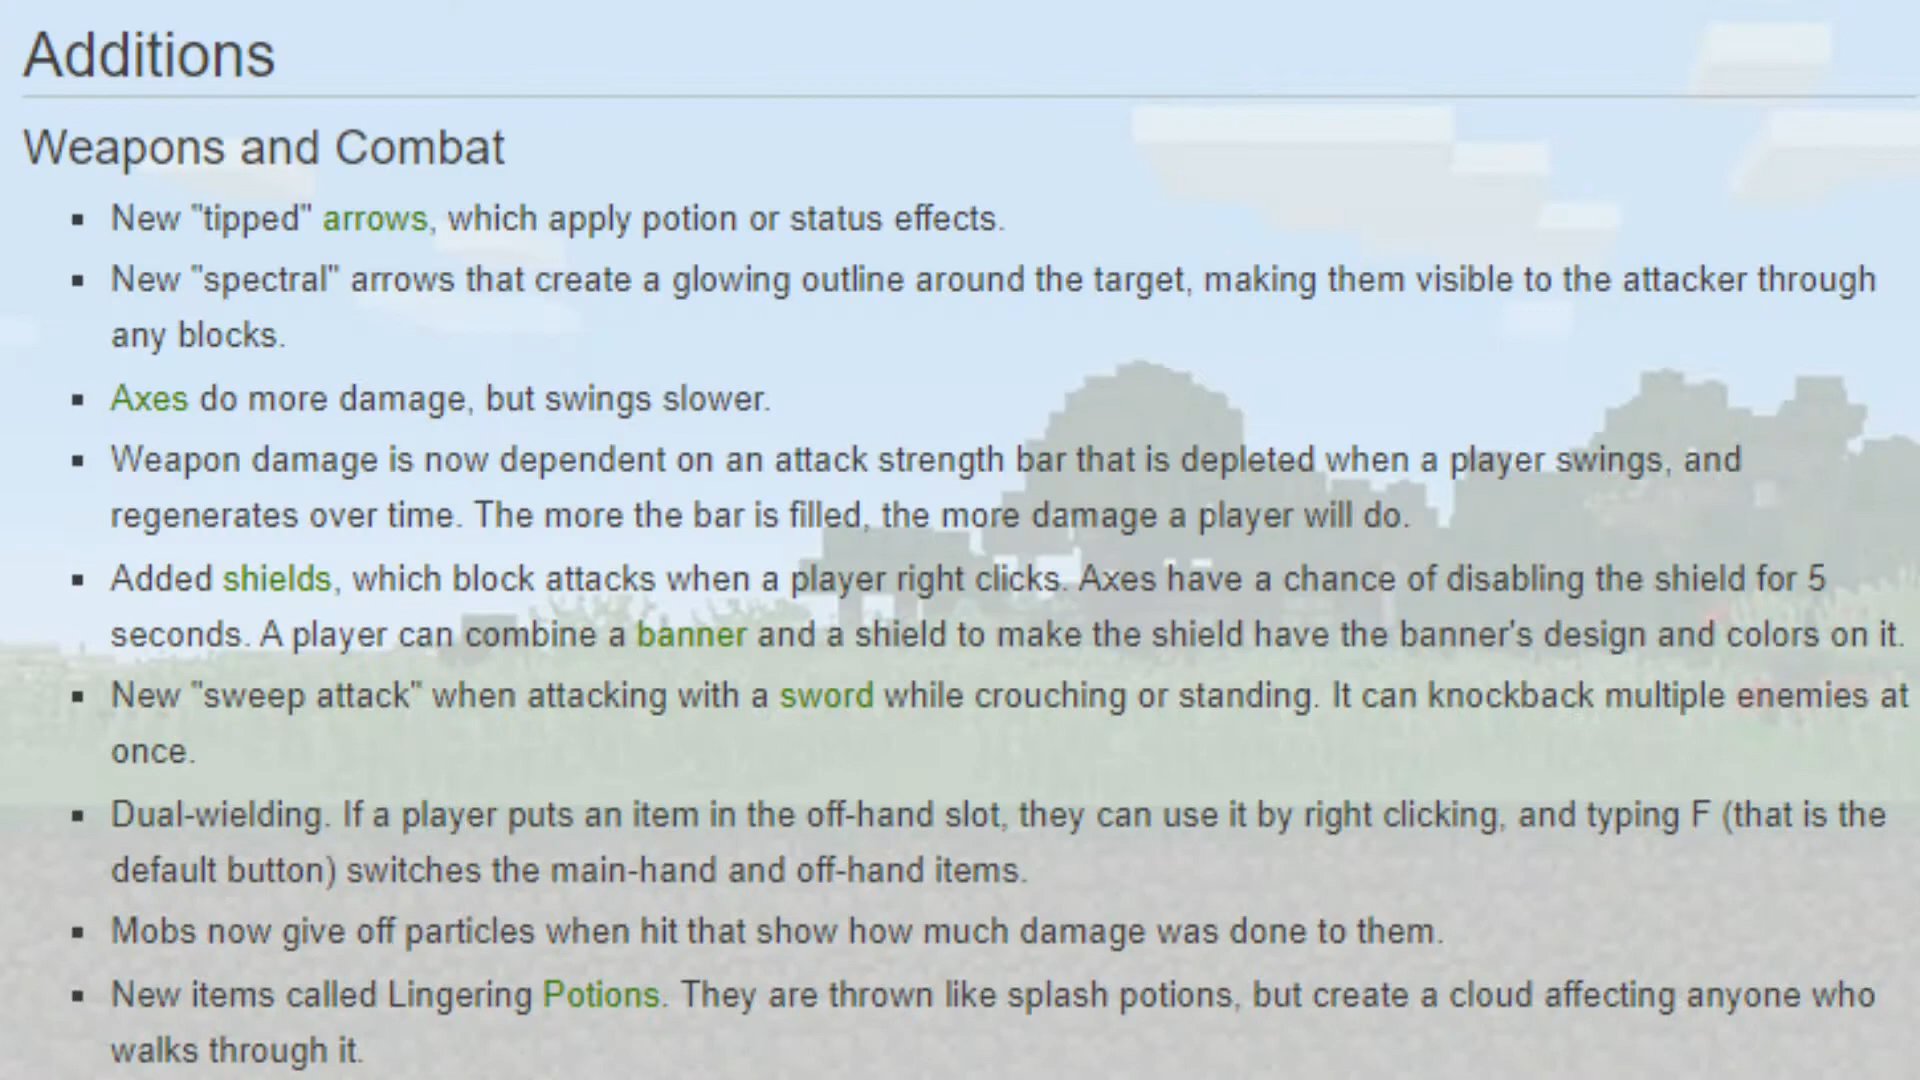 Additions
Weapons and Combat
▪ New "tipped" arrows, which apply potion or status effects.
▪ New "spectral" arrows that create a glowing outline around the target, making them visible to the attacker through
any blocks.
▪ Axes do more damage, but swings slower.
▪ Weapon damage is now dependent on an attack strength bar that is depleted when a player swings, and
regenerates over time. The more the bar is filled, the more damage a player will do.
▪ Added shields, which block attacks when a player right clicks. Axes have a chance of disabling the shield for 5
seconds. A player can combine a banner and a shield to make the shield have the banner's design and colors on it.
▪ New "sweep attack" when attacking with a sword while crouching or standing. It can knockback multiple enemies at
once.
▪ Dual-wielding. If a player puts an item in the off-hand slot, they can use it by right clicking, and typing F (that is the
default button) switches the main-hand and off-hand items.
▪ Mobs now give off particles when hit that show how much damage was done to them.
▪ New items called Lingering Potions. They are thrown like splash potions, but create a cloud affecting anyone who
walks through it.